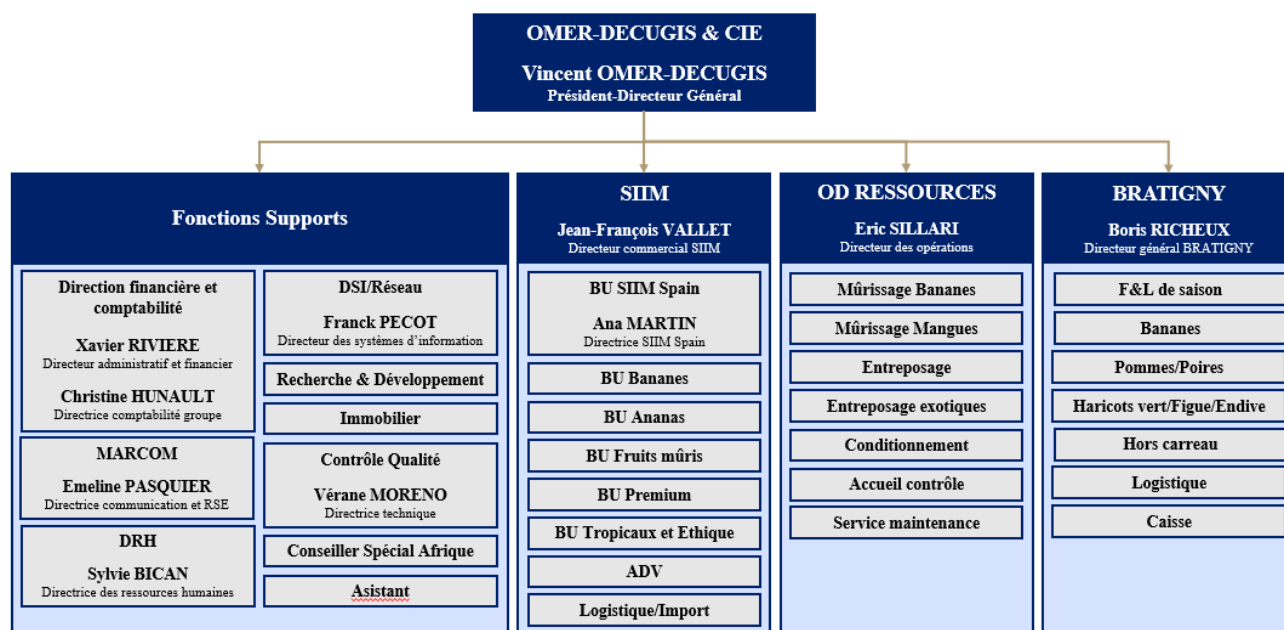 OMER-DECUGIS & CIE
Vincent OMER-DECUGIS
Président-Directeur Général
Fonctions Supports
Direction financière et
comptabilité
Xavier RIVIERE
Directeur administratif et financier
Christine HUNAULT
Directrice comptabilité groupe
MARCOM
Emeline PASQUIER
Directrice communication et RSE
DRH
Sylvie BICAN
Directrice des ressources humaines
DSI/Réseau
Franck PECOT
Directeur des systèmes d’information
Recherche & Développement
Immobilier
Contrôle Qualité
Vérane MORENO
Directrice technique
Conseiller Spécial Afrique
Asistant
SIIM
Jean-François VALLET
Directeur commercial SIIM
BU SIIM Spain
Ana MARTIN
Directrice SIIM Spain
BU Bananes
BU Ananas
BU Fruits mûris
BU Premium
BU Tropicaux et Ethique
ADV
Logistique/Import
OD RESSOURCES
Eric SILLARI
Directeur des opérations
Mûrissage Bananes
Mûrissage Mangues
Entreposage
Entreposage exotiques
Conditionnement
Accueil contrôle
Service maintenance
BRATIGNY
Boris RICHEUX
Directeur général BRATIGNY
F&L de saison
Bananes
Pommes/Poires
Haricots vert/Figue/Endive
Hors carreau
Logistique
Caisse